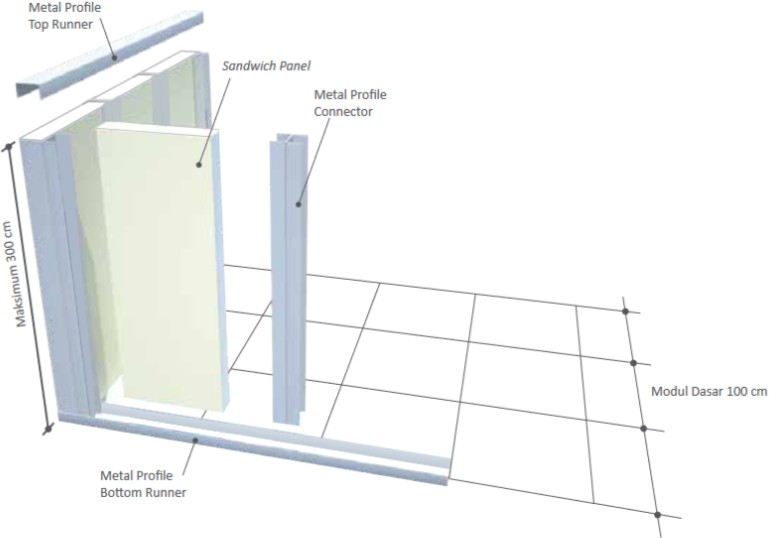 Metal Profile
Top Runner
Sandwich Panel
Metal Profile
Connector
Maksimum 300 cm
Modul Dasar 100 cm
Metal Profile
Bottom Runner